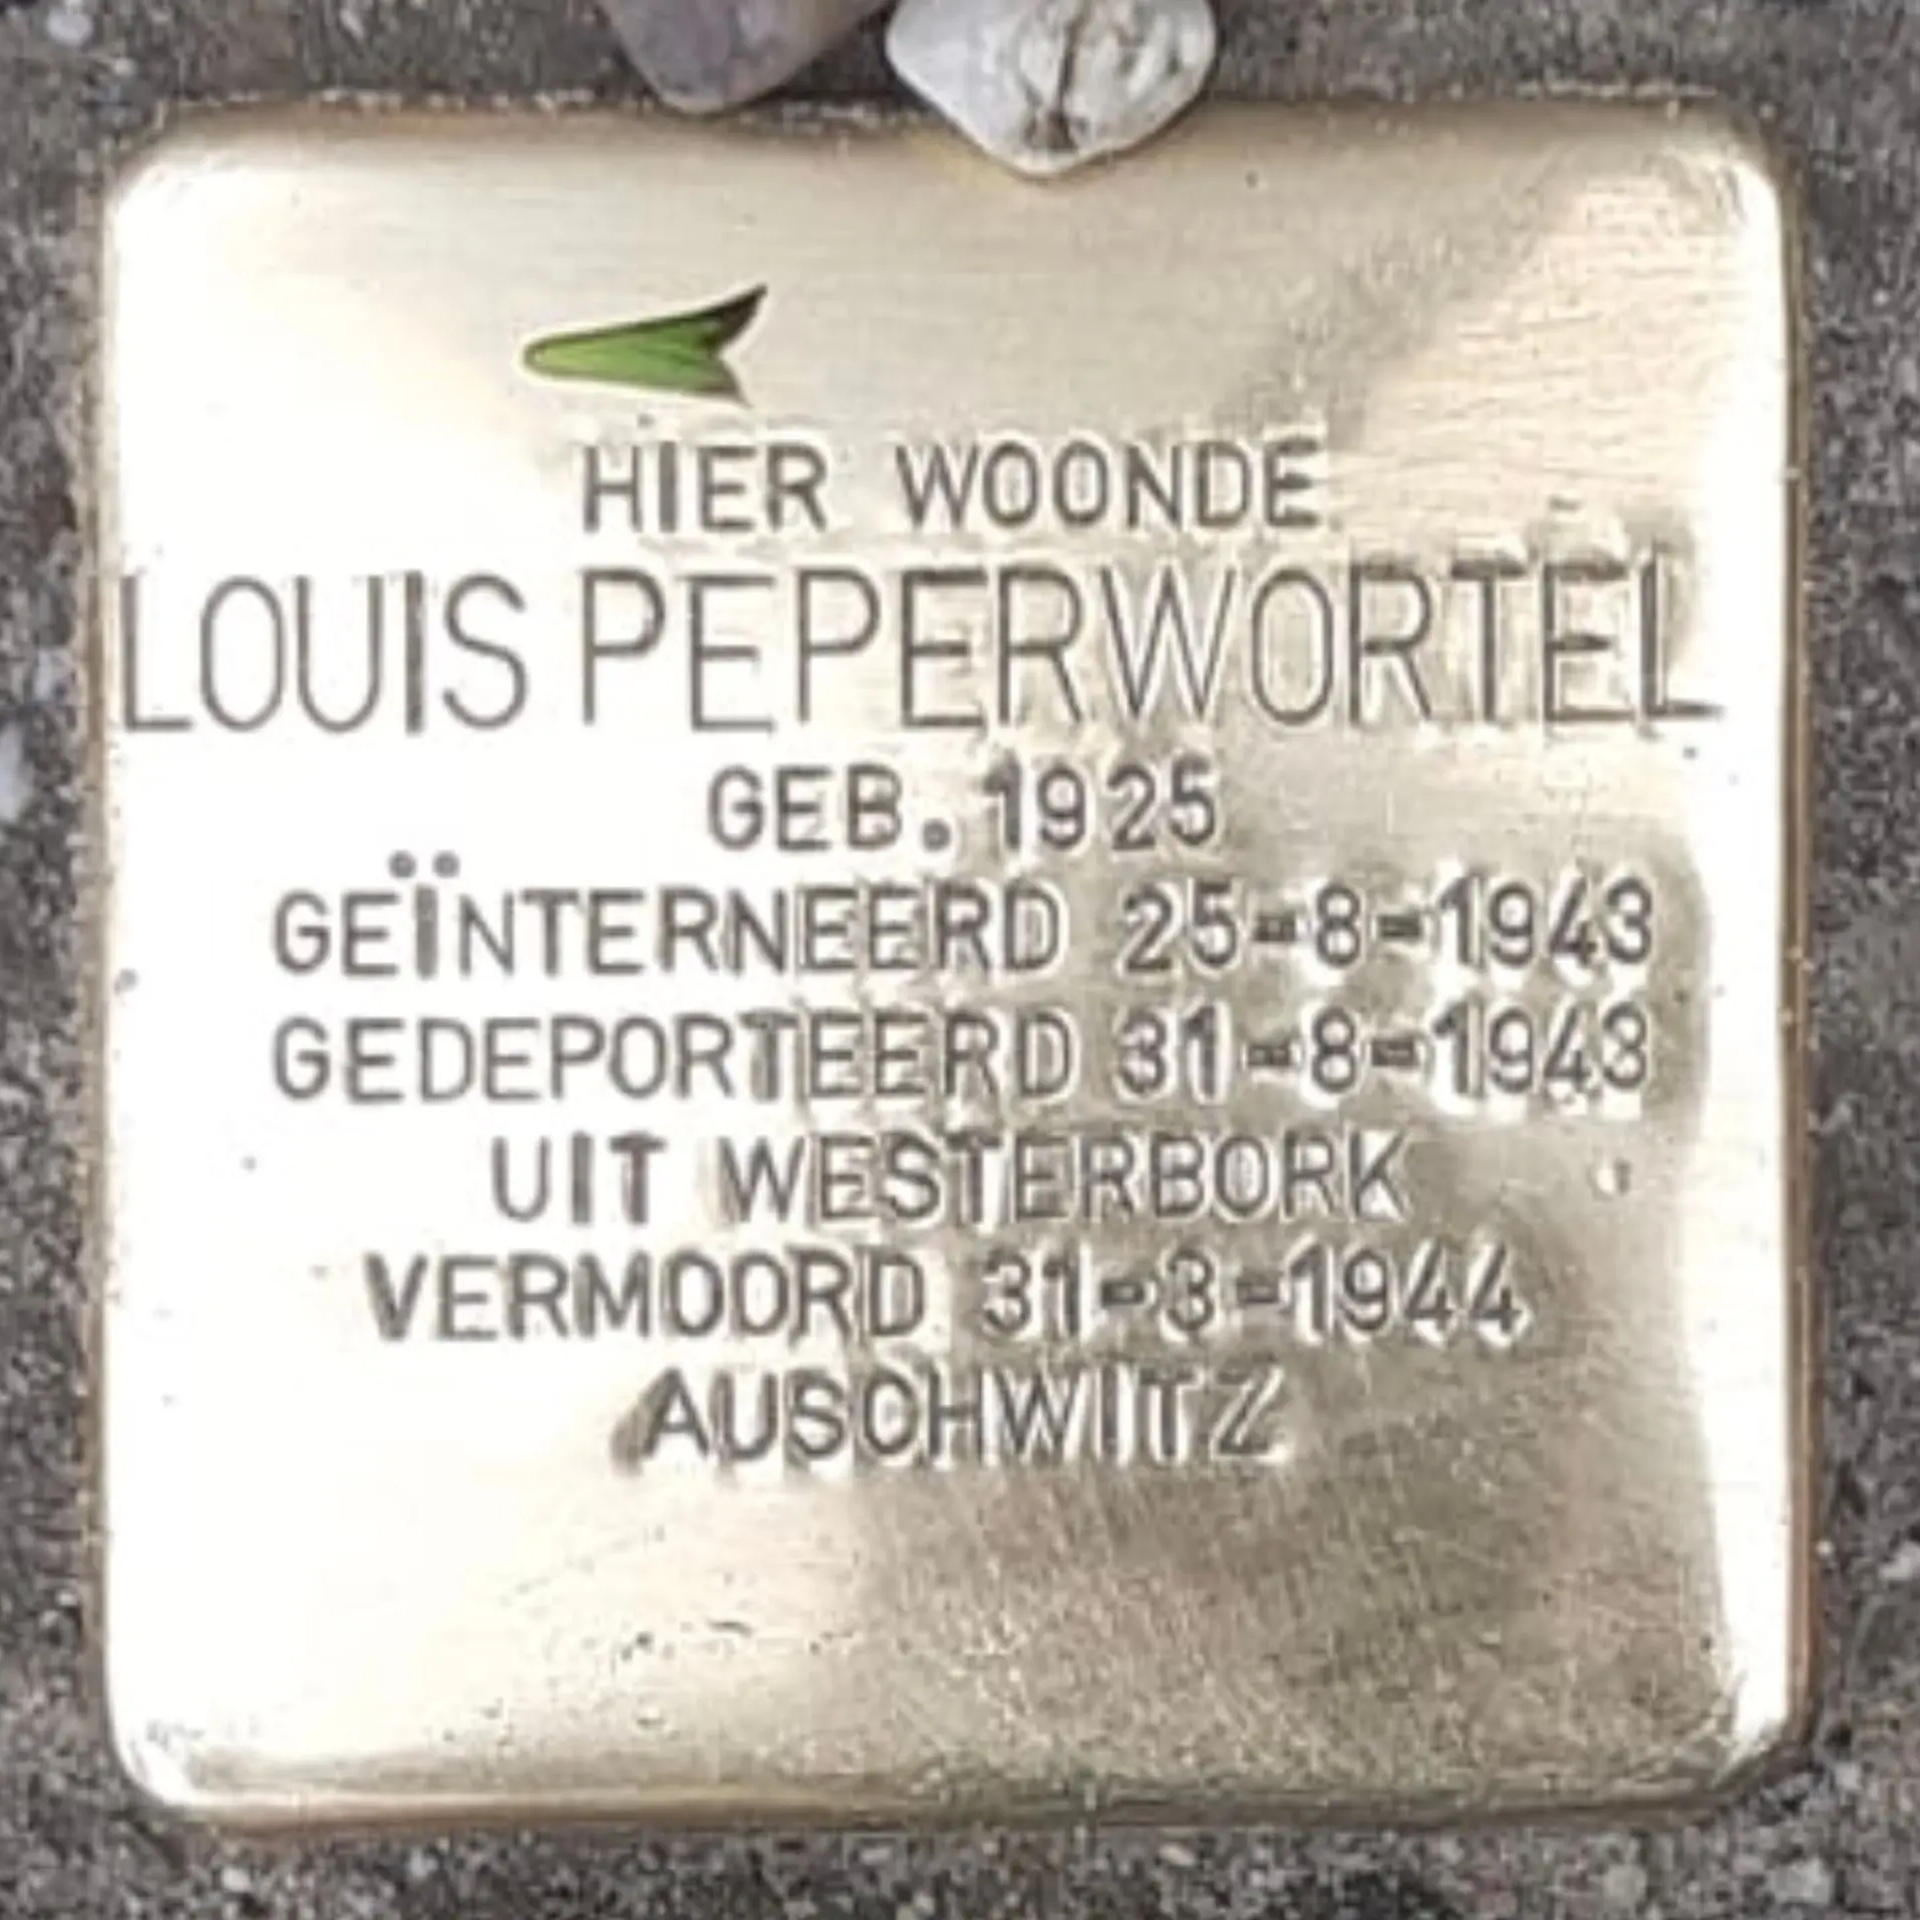 HIER WOONDE
LOUIS PEPERWORTEL
GEB. 1925
GEÏNTERNEERD 25-8-1943
GEDEPORTEERD 31-8-1943
UIT WESTERBORK
VERMOORD 31-3-1944
AUSCHWITZ